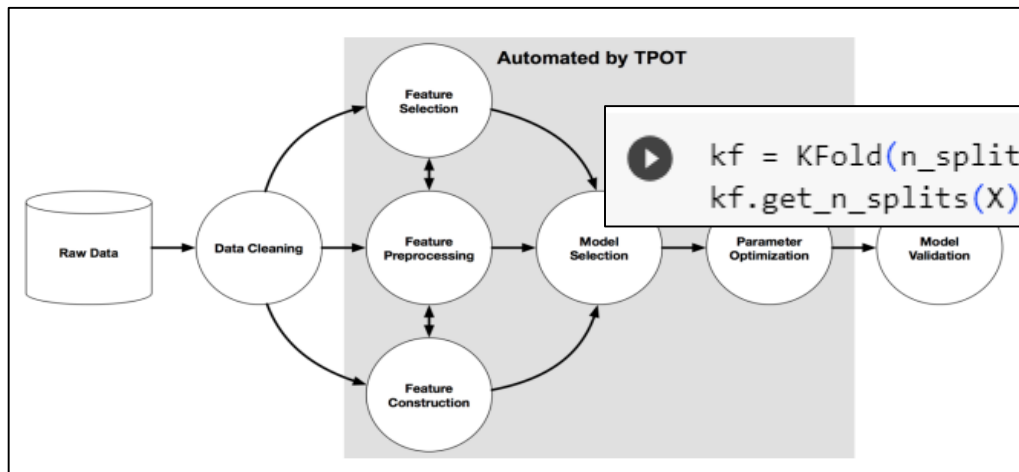 Automated by TPOT
Feature
Selection
kf = KFold(n_split
kf.get_n_splits(X)
Raw Data
Data Cleaning
Feature
Preprocessing
Model
Selection
Parameter
Optimization
Model
Validation
Feature
Construction